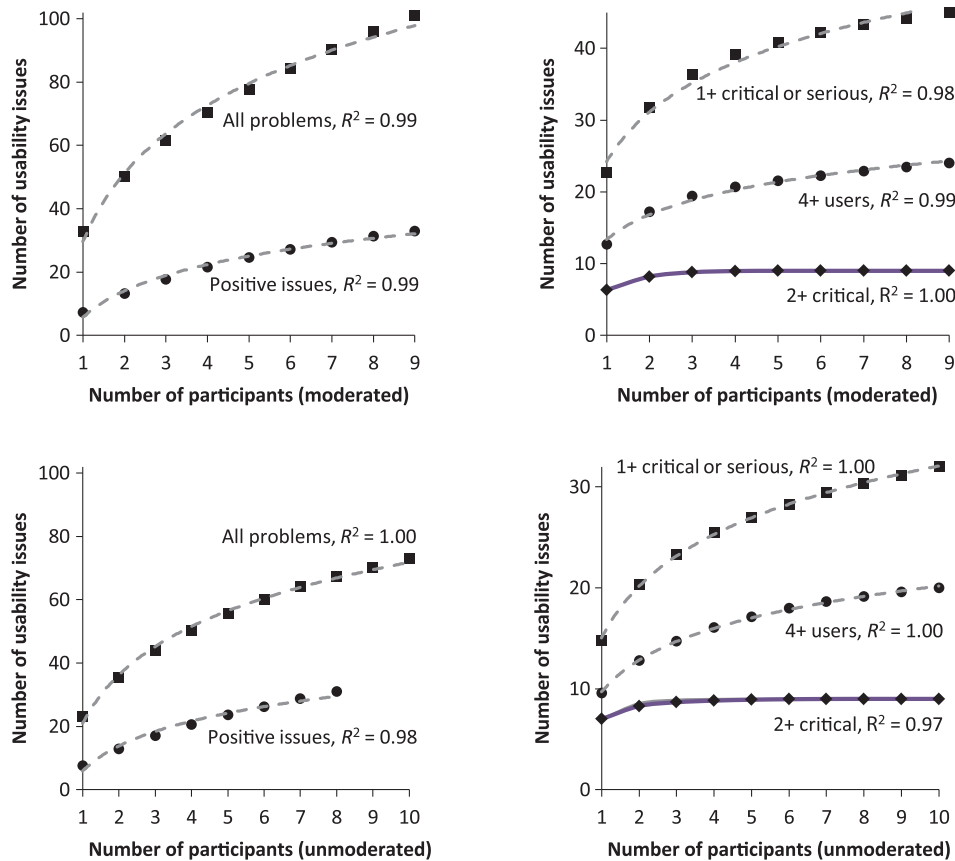 Number of usability issues
100
80
60
40
20
0
All problems, R² = 0.99
Positive issues, R² = 0.99
1 2 3 4 5 6 7 8 9
Number of participants (moderated)
Number of usability issues
40
30
20
10
0
1+ critical or serious, R² = 0.98
4+ users, R² = 0.99
2+ critical, R² = 1.00
1 2 3 4 5 6 7 8 9
Number of participants (moderated)
Number of usability issues
100
80
60
40
20
0
All problems, R² = 1.00
Positive issues, R² = 0.98
1 2 3 4 5 6 7 8 9 10
Number of participants (unmoderated)
Number of usability issues
30
20
10
0
1+ critical or serious, R² = 1.00
4+ users, R² = 1.00
2+ critical, R² = 0.97
1 2 3 4 5 6 7 8 9 10
Number of participants (unmoderated)